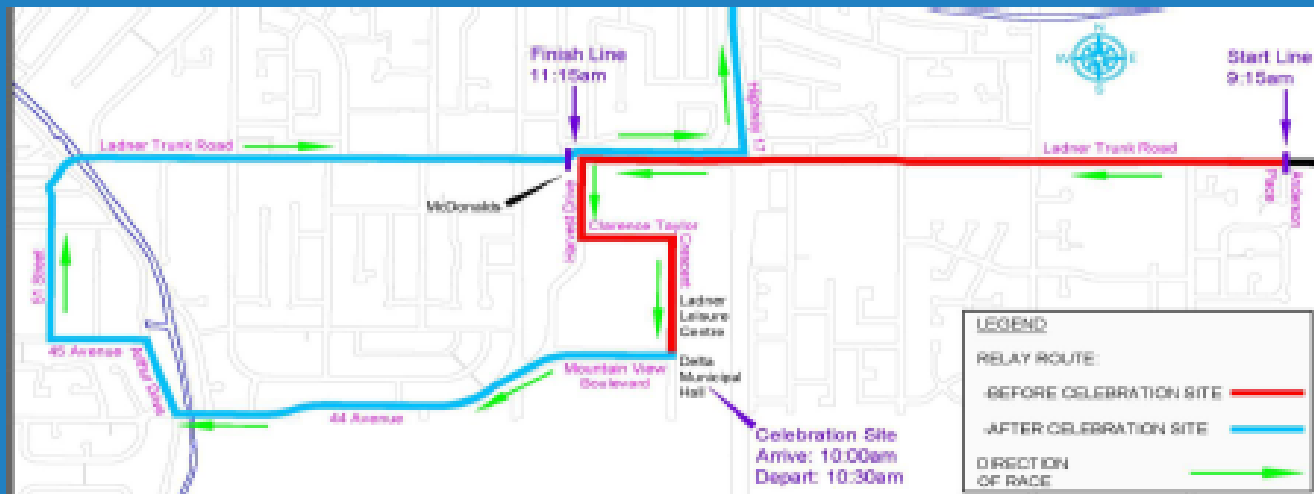 Finish Line
11:15am
N
W
E
S
Start Line
9:15am
Highway 17
Ladner Trunk Road
Ladner Trunk Road
McDonalds
Harvest Drive
Anderson
Place
Clarence Taylor
Crescent
51 Street
Ladner
Leisure
Centre
45 Avenue
Mountain View
Boulevard
Delta
Municipal
Hall
44 Avenue
Celebration Site
Arrive: 10:00am
Depart: 10:30am
LEGEND
RELAY ROUTE:
-BEFORE CELEBRATION SITE
-AFTER CELEBRATION SITE
DIRECTION
OF RACE